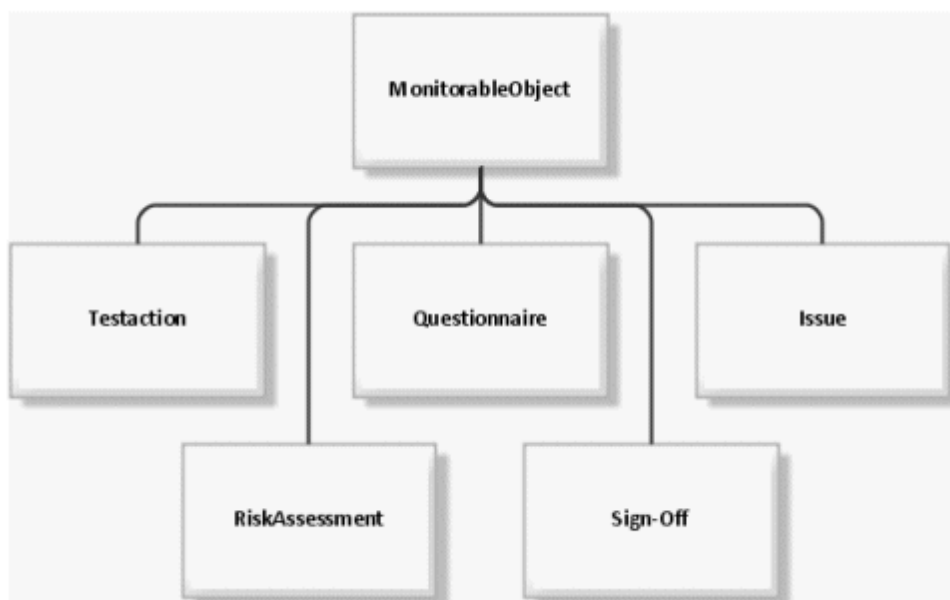 MonitorableObject
Testaction
Questionnaire
Issue
RiskAssessment
Sign-Off